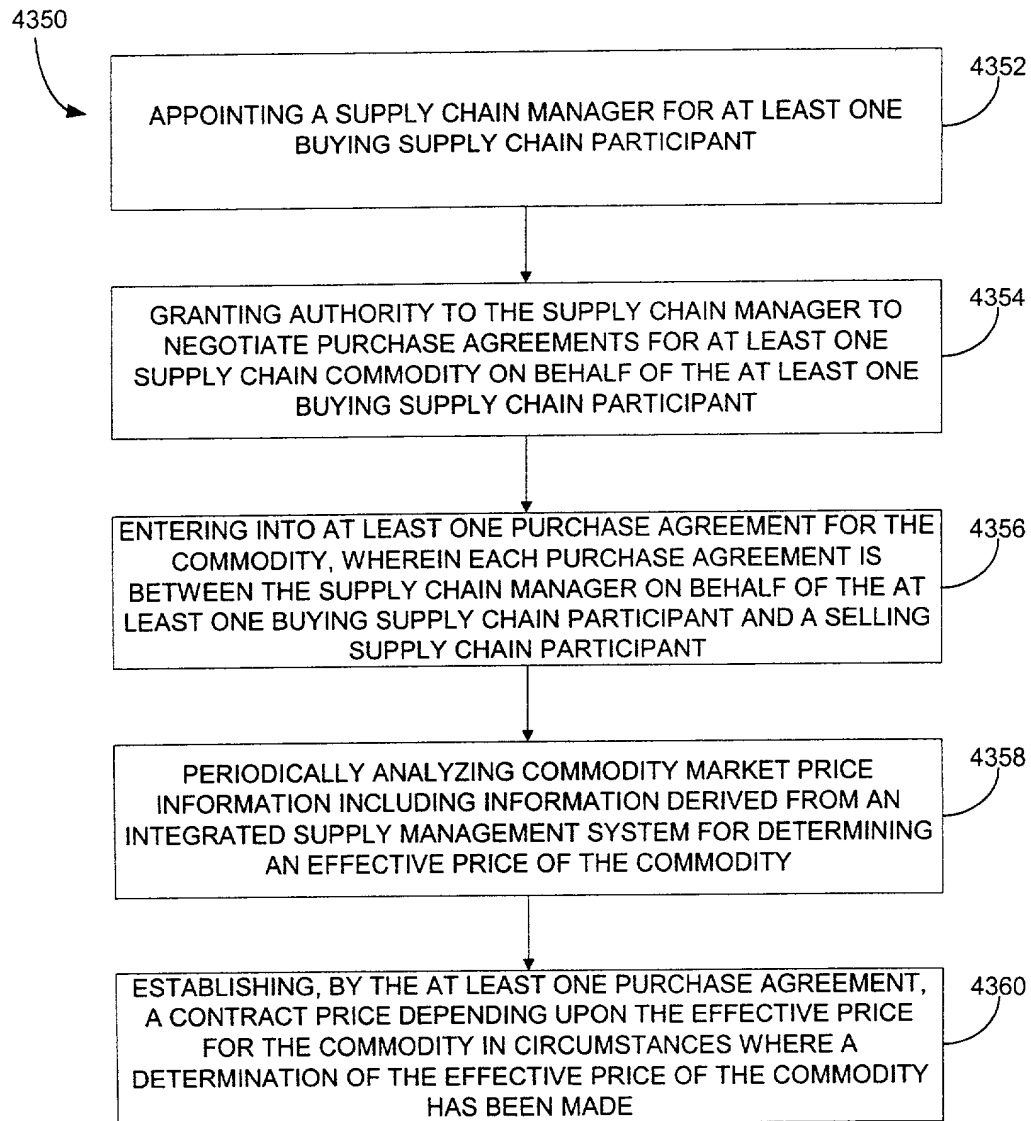 4350
4352
APPOINTING A SUPPLY CHAIN MANAGER FOR AT LEAST ONE
BUYING SUPPLY CHAIN PARTICIPANT
4354
GRANTING AUTHORITY TO THE SUPPLY CHAIN MANAGER TO
NEGOTIATE PURCHASE AGREEMENTS FOR AT LEAST ONE
SUPPLY CHAIN COMMODITY ON BEHALF OF THE AT LEAST ONE
BUYING SUPPLY CHAIN PARTICIPANT
4356
ENTERING INTO AT LEAST ONE PURCHASE AGREEMENT FOR THE
COMMODITY, WHEREIN EACH PURCHASE AGREEMENT IS
BETWEEN THE SUPPLY CHAIN MANAGER ON BEHALF OF THE AT
LEAST ONE BUYING SUPPLY CHAIN PARTICIPANT AND A SELLING
SUPPLY CHAIN PARTICIPANT
4358
PERIODICALLY ANALYZING COMMODITY MARKET PRICE
INFORMATION INCLUDING INFORMATION DERIVED FROM AN
INTEGRATED SUPPLY MANAGEMENT SYSTEM FOR DETERMINING
AN EFFECTIVE PRICE OF THE COMMODITY
4360
ESTABLISHING, BY THE AT LEAST ONE PURCHASE AGREEMENT,
A CONTRACT PRICE DEPENDING UPON THE EFFECTIVE PRICE
FOR THE COMMODITY IN CIRCUMSTANCES WHERE A
DETERMINATION OF THE EFFECTIVE PRICE OF THE COMMODITY
HAS BEEN MADE